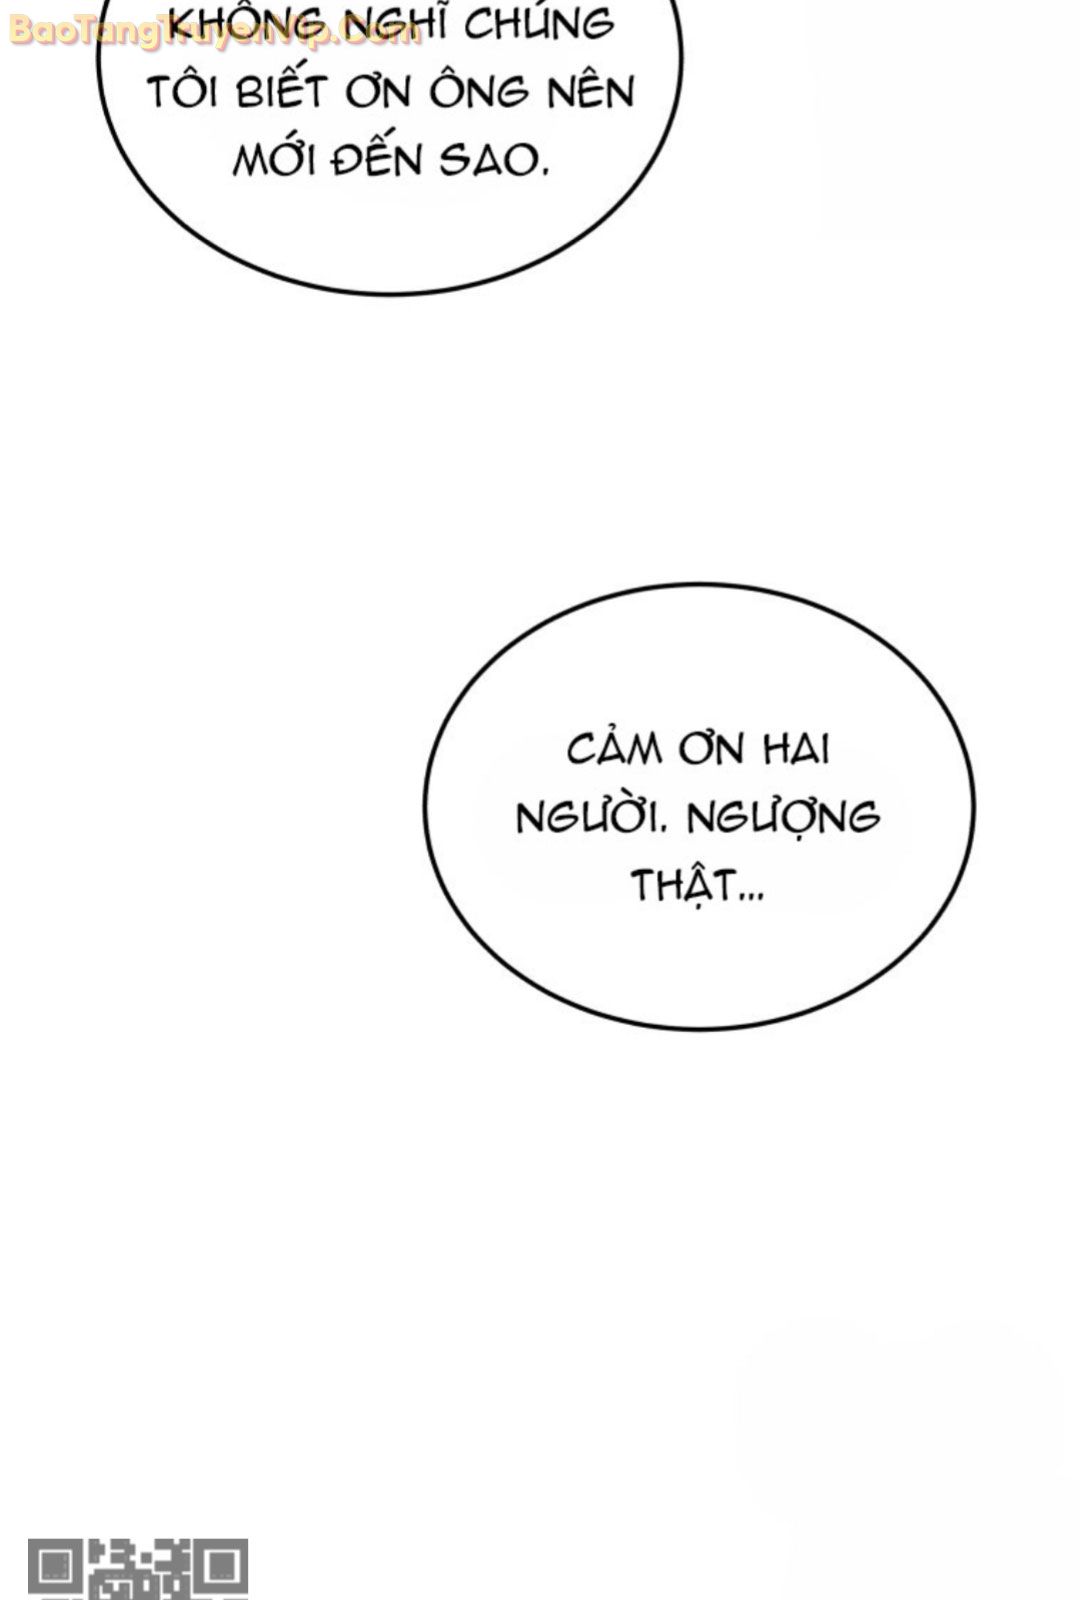 KHÔNG NGHĨ CHÚNG
BaoTangTruyenVip.Com
TÔI BIẾT ƠN ÔNG NÊN
MỚI ĐẾN SAO.
CẢM ƠN HAI
NGƯỜI. NGƯỢNG
THẬT...